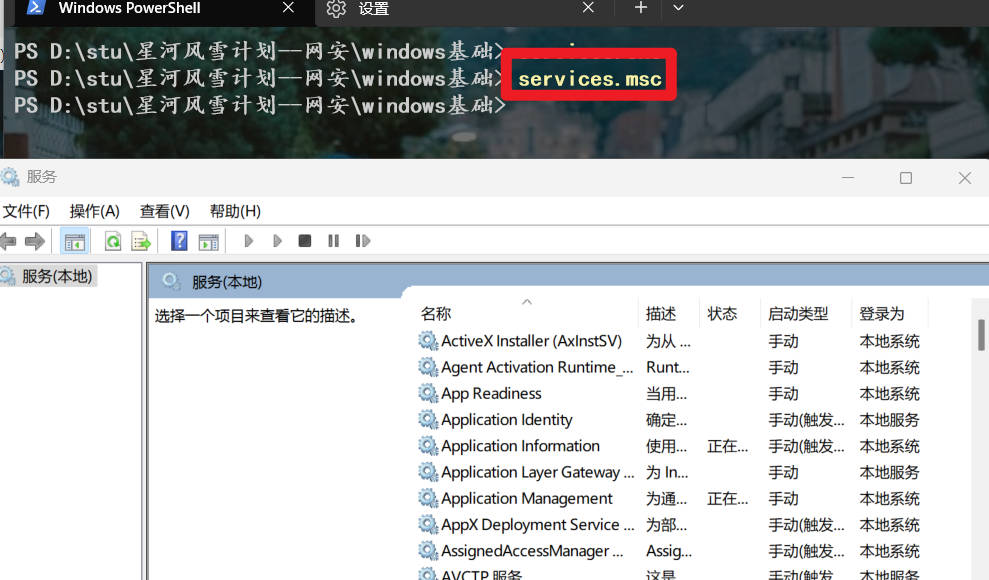 Windows PowerShell
设置
PS D:\stu\星河风雪计划--网安\windows基础>
PS D:\stu\星河风雪计划--网安\windows基础> services.msc
PS D:\stu\星河风雪计划--网安\windows基础>
服务
文件(F) 操作(A) 查看(V) 帮助(H)
服务(本地)
服务(本地)
选择一个项目来查看它的描述。
名称 描述 状态 启动类型 登录为
ActiveX Installer (AxInstSV) 为从 ... 手动 本地系统
Agent Activation Runtime_... Runt... 手动 本地系统
App Readiness 当用... 手动 本地系统
Application Identity 确定... 手动(触发... 本地服务
Application Information 使用... 正在... 手动(触发... 本地系统
Application Layer Gateway ... 为 In... 手动 本地服务
Application Management 为通... 正在... 手动 本地系统
AppX Deployment Service ... 为部... 手动(触发... 本地系统
AssignedAccessManager ... Assig... 手动(触发... 本地系统
AVCTP 服务 这是 手动(触发 本地服务